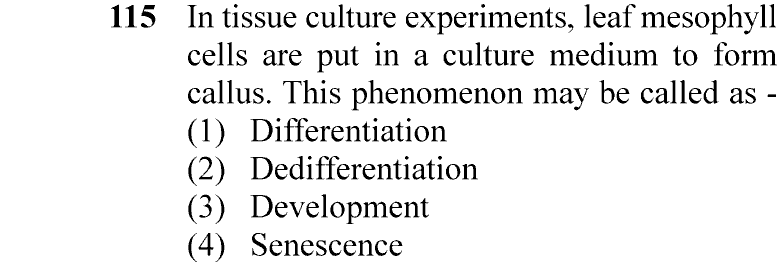 115 In tissue culture experiments, leaf mesophyll
cells are put in a culture medium to form
callus. This phenomenon may be called as -
(1) Differentiation
(2) Dedifferentiation
(3) Development
(4) Senescence